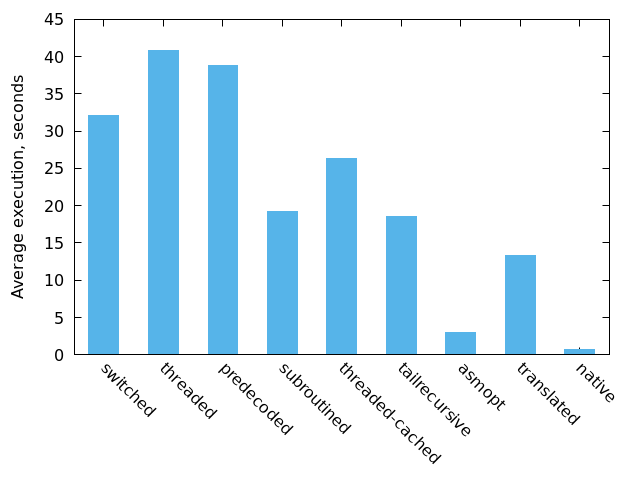 Average execution, seconds
45
40
35
30
25
20
15
10
5
0
switched
threaded
predecoded
subroutined
threaded-cached
tailrecursive
asmopt
translated
native